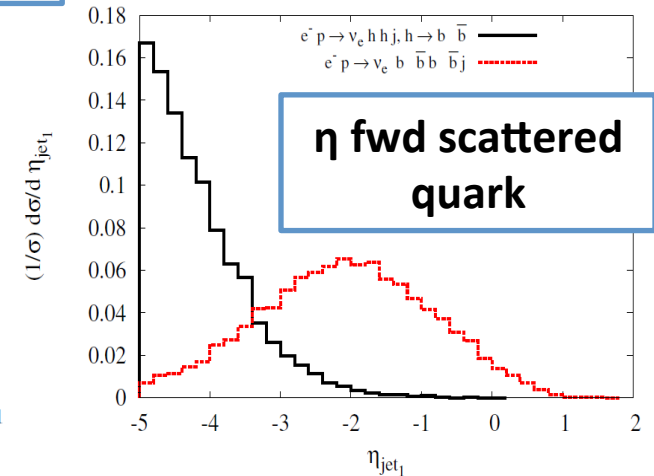 0.18
0.16
0.14
0.12
0.1
0.08
0.06
0.04
0.02
0
(1/σ) dσ/d η_jet₁
e⁻ p → ν_e h h j, h → b b̅
e⁻ p → ν_e b b̅ b b̅ j
η fwd scattered
quark
-5 -4 -3 -2 -1 0 1 2
η_jet₁